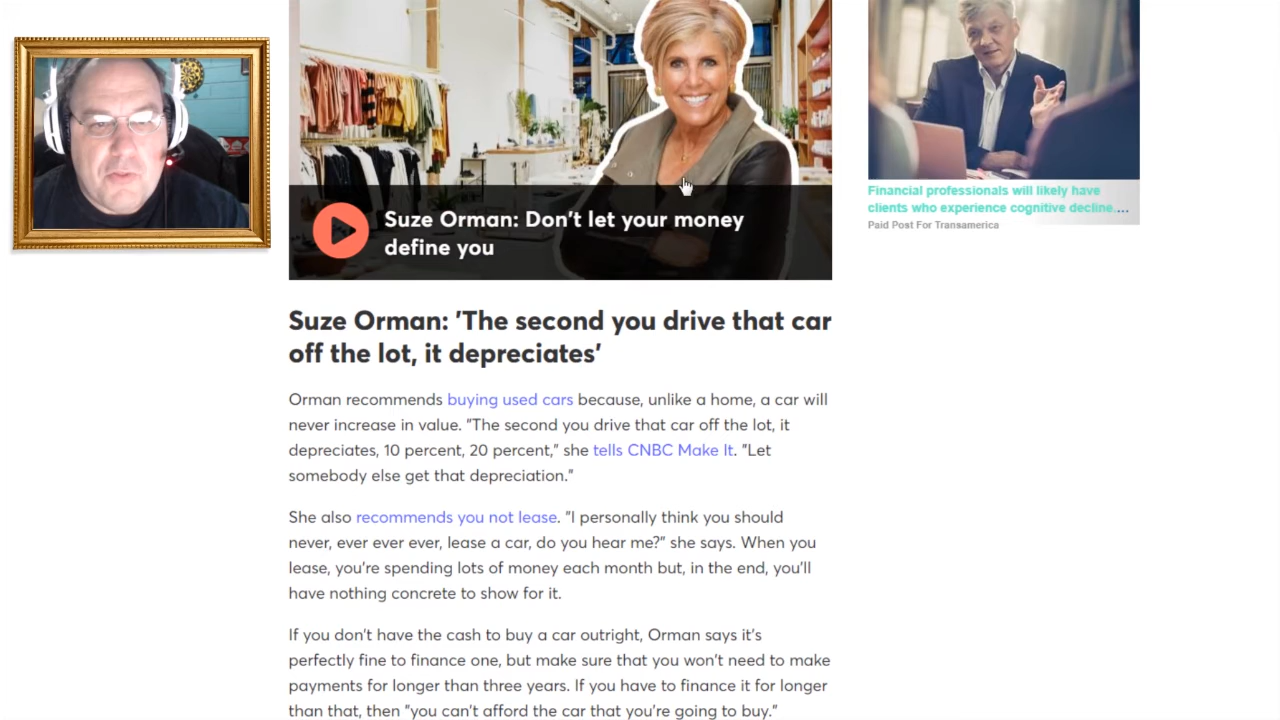 Suze Orman: Don't let your money
define you
Financial professionals will likely have
clients who experience cognitive decline....
Paid Post For Transamerica
Suze Orman: 'The second you drive that car
off the lot, it depreciates'
Orman recommends buying used cars because, unlike a home, a car will
never increase in value. "The second you drive that car off the lot, it
depreciates, 10 percent, 20 percent," she tells CNBC Make It. "Let
somebody else get that depreciation."
She also recommends you not lease. "I personally think you should
never, ever ever ever, lease a car, do you hear me?" she says. When you
lease, you're spending lots of money each month but, in the end, you'll
have nothing concrete to show for it.
If you don't have the cash to buy a car outright, Orman says it's
perfectly fine to finance one, but make sure that you won't need to make
payments for longer than three years. If you have to finance it for longer
than that, then "you can't afford the car that you're going to buy."